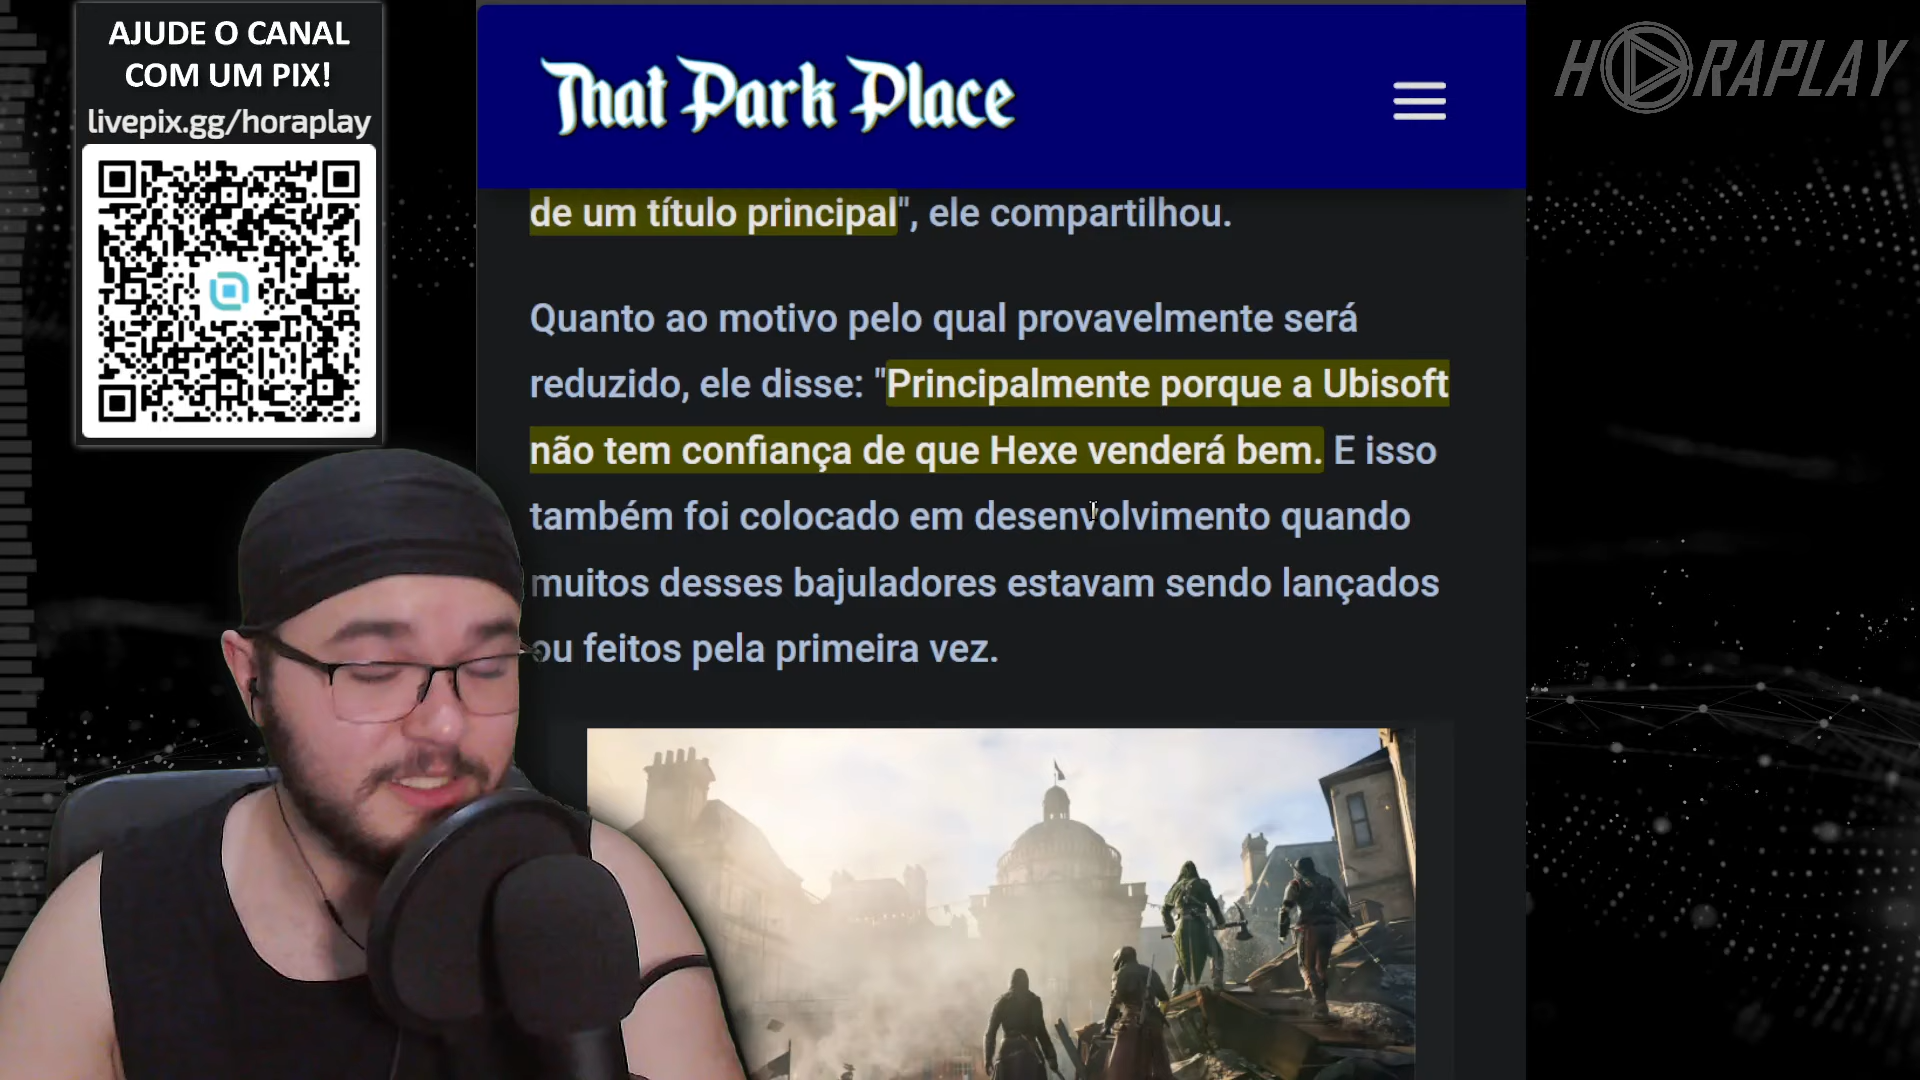 AJUDE O CANAL
COM UM PIX!
livepix.gg/horaplay
That Park Place
HORAPLAY
de um título principal", ele compartilhou.
Quanto ao motivo pelo qual provavelmente será
reduzido, ele disse: "Principalmente porque a Ubisoft
não tem confiança de que Hexe venderá bem. E isso
também foi colocado em desenvolvimento quando
muitos desses bajuladores estavam sendo lançados
ou feitos pela primeira vez.